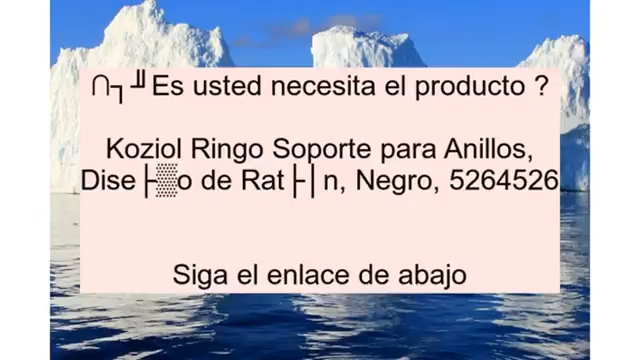 ∩┐╜Es usted necesita el producto ?
Koziol Ringo Soporte para Anillos,
Dise├▒o de Rat├│n, Negro, 5264526
Siga el enlace de abajo